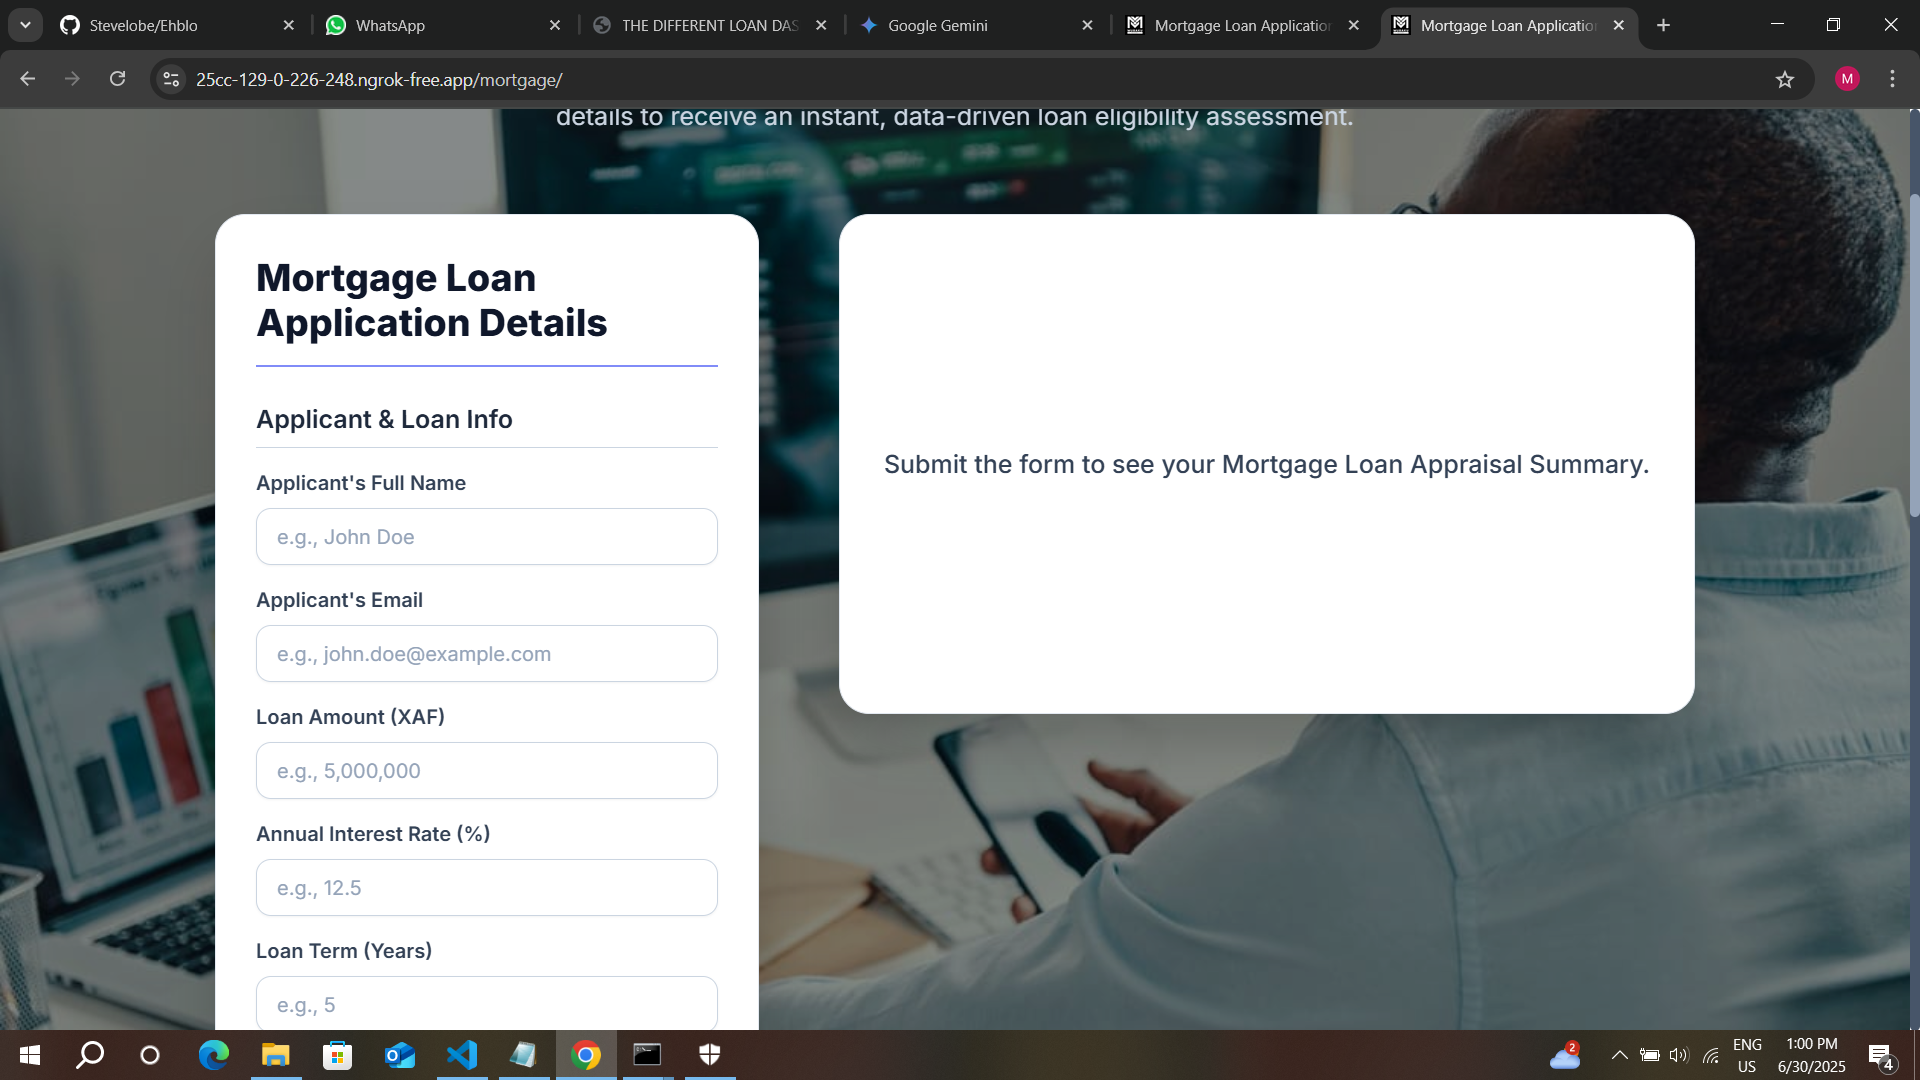 Stevelobe/Ehblo
WhatsApp
THE DIFFERENT LOAN DAS
Google Gemini
Mortgage Loan Application
Mortgage Loan Application
25cc-129-0-226-248.ngrok-free.app/mortgage/
M
details to receive an instant, data-driven loan eligibility assessment.
Mortgage Loan
Application Details
Applicant & Loan Info
Applicant's Full Name
e.g., John Doe
Applicant's Email
e.g., john.doe@example.com
Loan Amount (XAF)
e.g., 5,000,000
Annual Interest Rate (%)
e.g., 12.5
Loan Term (Years)
e.g., 5
Submit the form to see your Mortgage Loan Appraisal Summary.
2
ENG
US
1:00 PM
6/30/2025
4